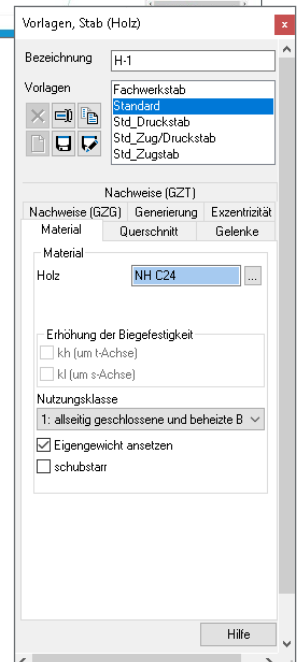 Vorlagen, Stab (Holz)
Bezeichnung
H-1
Vorlagen
Fachwerkstab
Standard
Std_Druckstab
Std_Zug/Druckstab
Std_Zugstab
Nachweise (GZT)
Nachweise (GZG) Generierung Exzentrizität
Material Querschnitt Gelenke
Material
Holz NH C24 ...
Erhöhung der Biegefestigkeit
kh (um t-Achse)
kl (um s-Achse)
Nutzungsklasse
1: allseitig geschlossene und beheizte B
Eigengewicht ansetzen
schubstarr
Hilfe